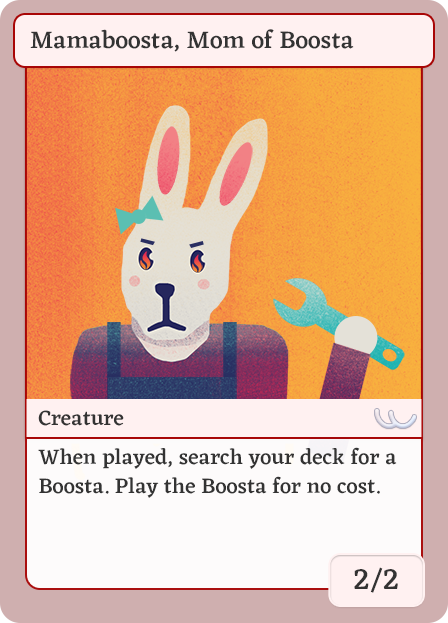 Mamaboosta, Mom of Boosta
Creature
When played, search your deck for a
Boosta. Play the Boosta for no cost.
2/2